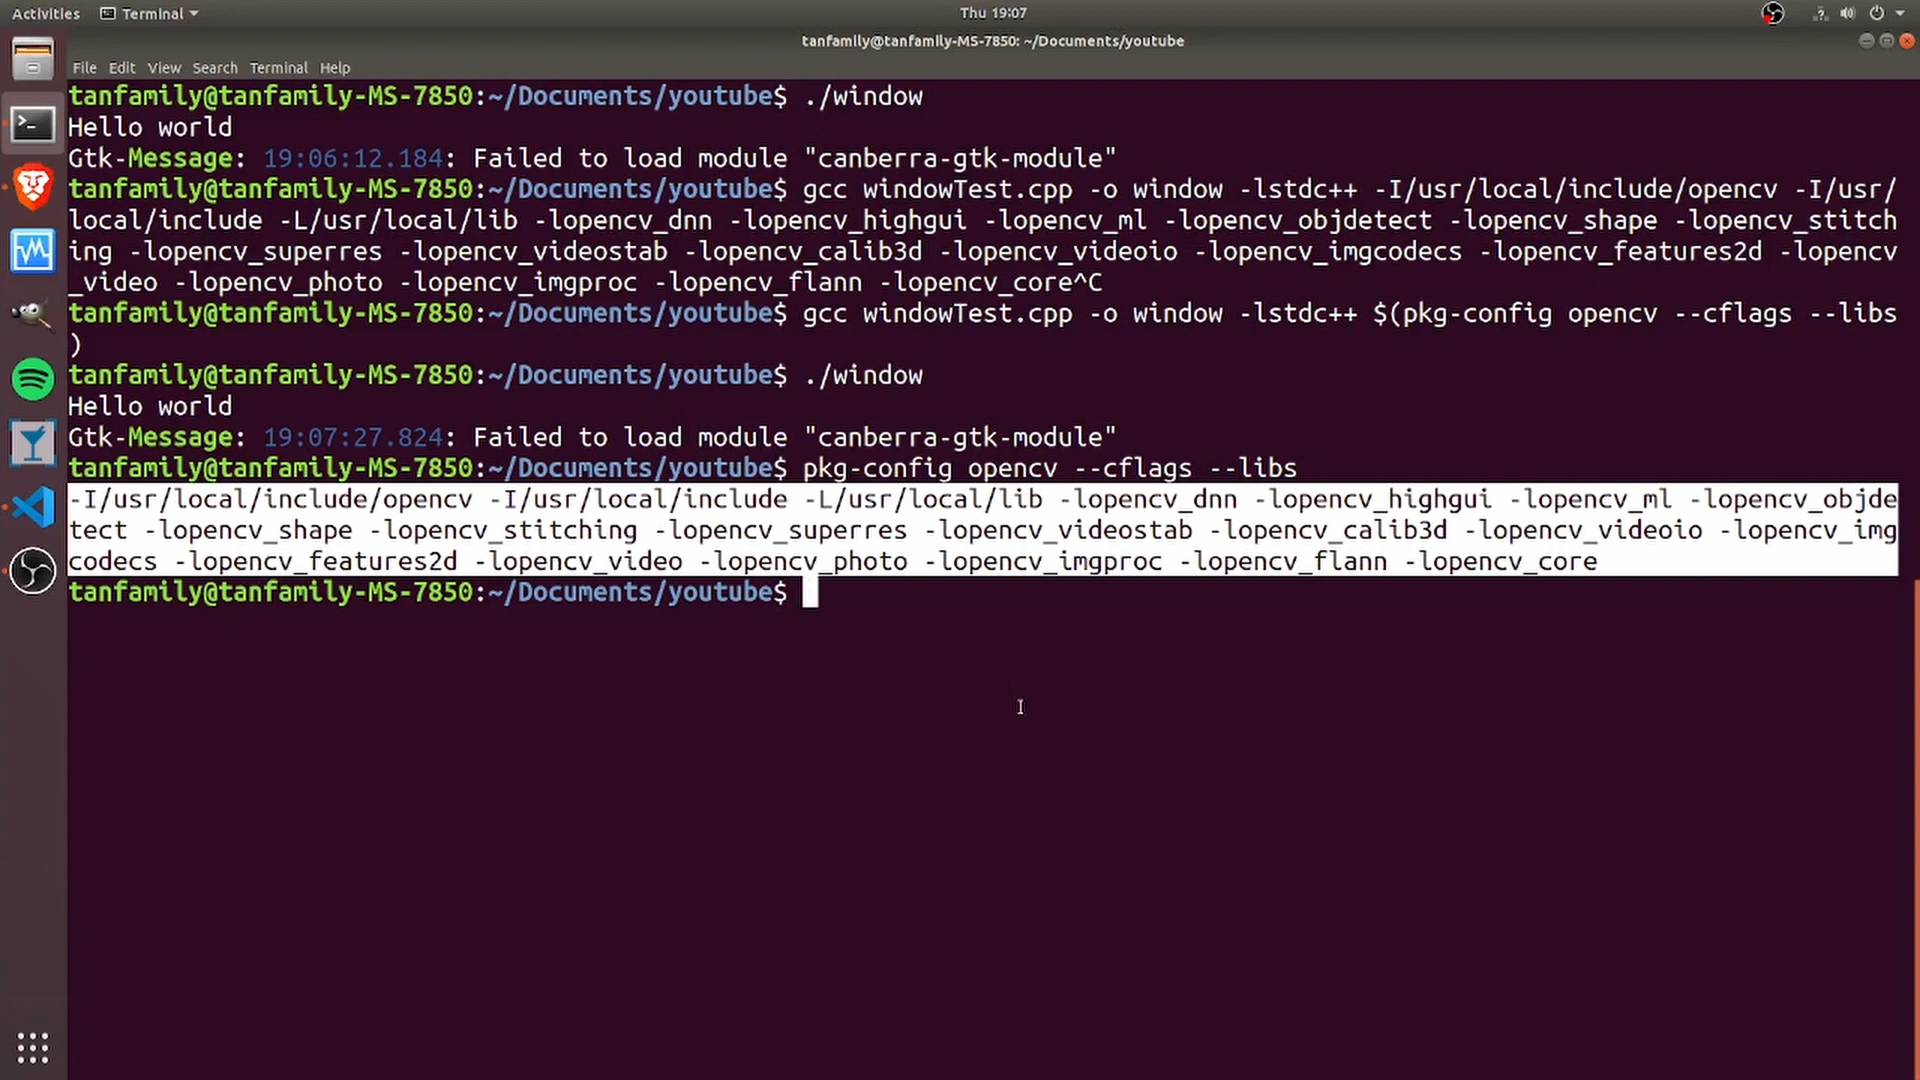 Activities Terminal Thu 19:07
tanfamily@tanfamily-MS-7850: ~/Documents/youtube
File Edit View Search Terminal Help
tanfamily@tanfamily-MS-7850:~/Documents/youtube$ ./window
Hello world
Gtk-Message: 19:06:12.184: Failed to load module "canberra-gtk-module"
tanfamily@tanfamily-MS-7850:~/Documents/youtube$ gcc windowTest.cpp -o window -lstdc++ -I/usr/local/include/opencv -I/usr/
local/include -L/usr/local/lib -lopencv_dnn -lopencv_highgui -lopencv_ml -lopencv_objdetect -lopencv_shape -lopencv_stitch
ing -lopencv_superres -lopencv_videostab -lopencv_calib3d -lopencv_videoio -lopencv_imgcodecs -lopencv_features2d -lopencv
_video -lopencv_photo -lopencv_imgproc -lopencv_flann -lopencv_core^C
tanfamily@tanfamily-MS-7850:~/Documents/youtube$ gcc windowTest.cpp -o window -lstdc++ $(pkg-config opencv --cflags --libs
)
tanfamily@tanfamily-MS-7850:~/Documents/youtube$ ./window
Hello world
Gtk-Message: 19:07:27.824: Failed to load module "canberra-gtk-module"
tanfamily@tanfamily-MS-7850:~/Documents/youtube$ pkg-config opencv --cflags --libs
-I/usr/local/include/opencv -I/usr/local/include -L/usr/local/lib -lopencv_dnn -lopencv_highgui -lopencv_ml -lopencv_objde
tect -lopencv_shape -lopencv_stitching -lopencv_superres -lopencv_videostab -lopencv_calib3d -lopencv_videoio -lopencv_img
codecs -lopencv_features2d -lopencv_video -lopencv_photo -lopencv_imgproc -lopencv_flann -lopencv_core
tanfamily@tanfamily-MS-7850:~/Documents/youtube$